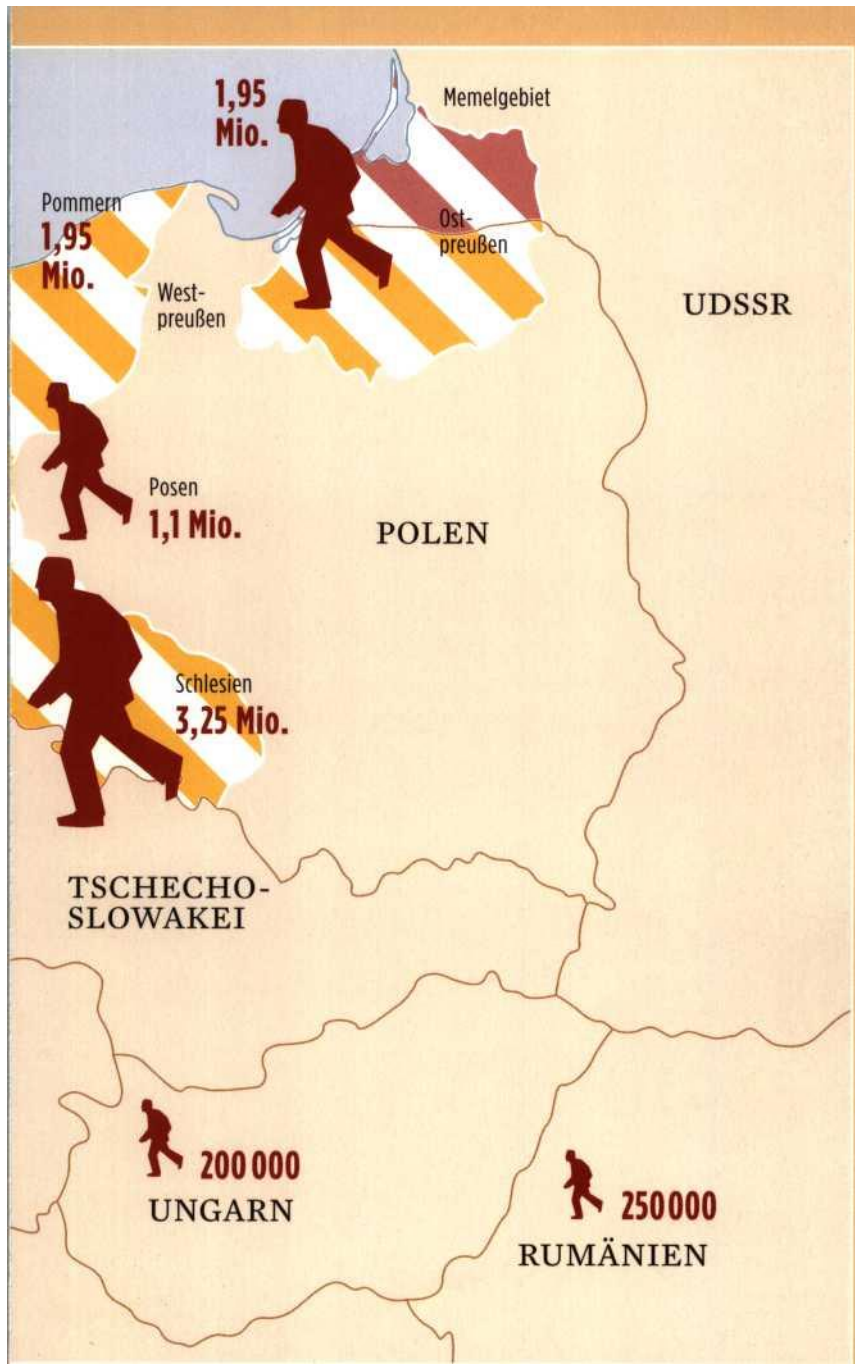 1,95
Mio.
Memelgebiet
Pommern
1,95
Mio.
Ost-
preußen
West-
preußen
UDSSR
Posen
1,1 Mio.
POLEN
Schlesien
3,25 Mio.
TSCHECHO-
SLOWAKEI
200 000
UNGARN
250 000
RUMÄNIEN